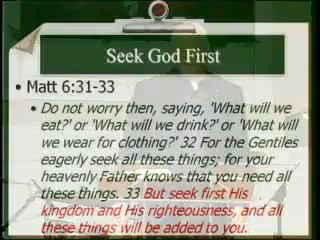 Seek God First
• Matt 6:31-33
• Do not worry then, saying, 'What will we
eat?' or 'What will we drink?' or 'What will
we wear for clothing?' 32 For the Gentiles
eagerly seek all these things; for your
heavenly Father knows that you need all
these things. 33 But seek first His
kingdom and His righteousness, and all
these things will be added to you.